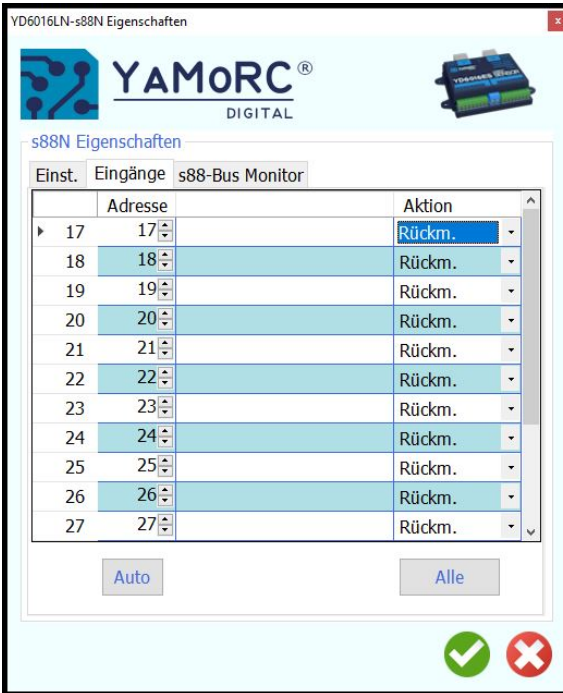 YD6016LN-s88N Eigenschaften
x
YAMORC®
DIGITAL
s88N Eigenschaften
Einst. Eingänge s88-Bus Monitor
Adresse Aktion
17 17 Rückm.
18 18 Rückm.
19 19 Rückm.
20 20 Rückm.
21 21 Rückm.
22 22 Rückm.
23 23 Rückm.
24 24 Rückm.
25 25 Rückm.
26 26 Rückm.
27 27 Rückm.
Auto Alle